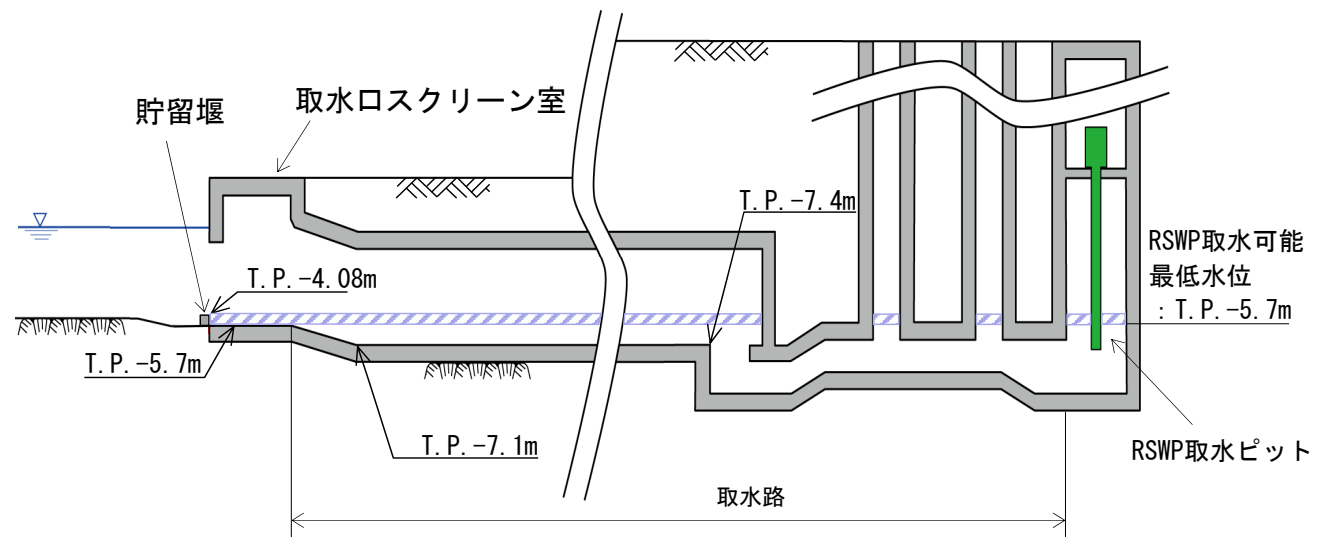 貯留堰
取水口スクリーン室
T.P.-7.4m
T.P.-4.08m
RSWP取水可能
最低水位
：T.P.-5.7m
T.P.-5.7m
T.P.-7.1m
RSWP取水ピット
取水路